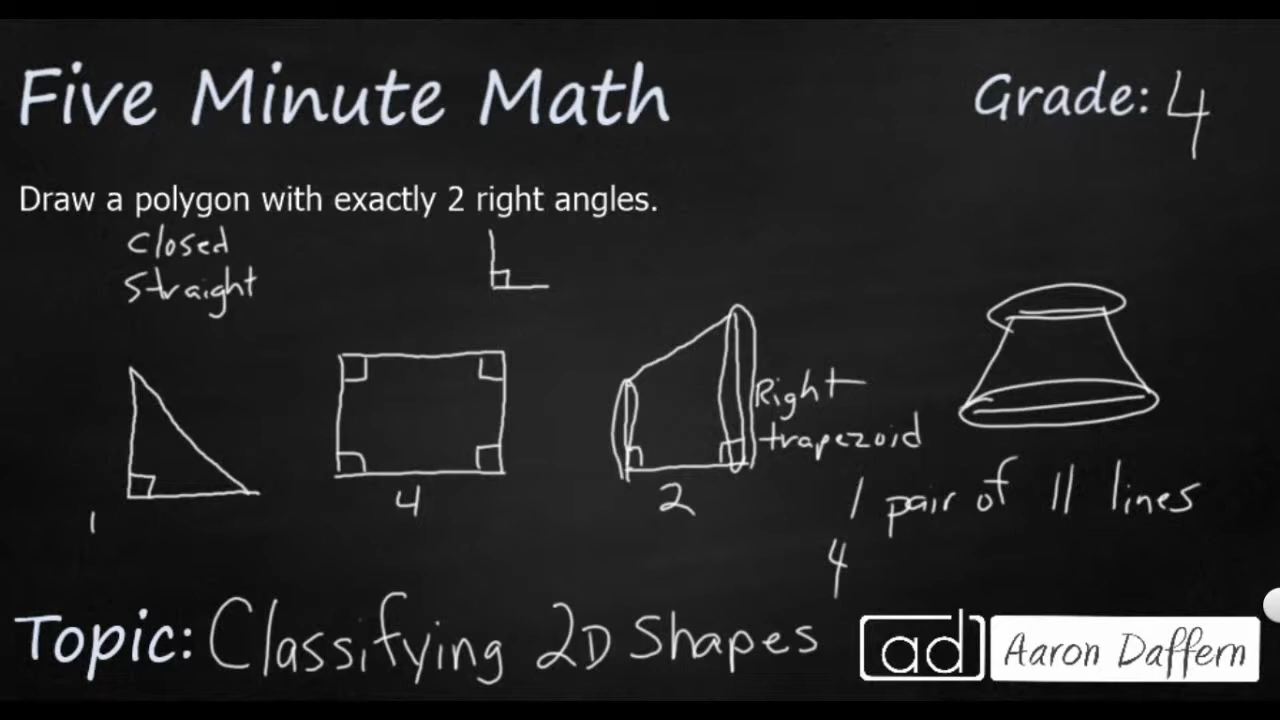 Five Minute Math
Grade: 4
Draw a polygon with exactly 2 right angles.
Closed
Straight
Right
trapezoid
1
4
2
1 pair of || lines
4
Topic: Classifying 2D Shapes
ad Aaron Daffern